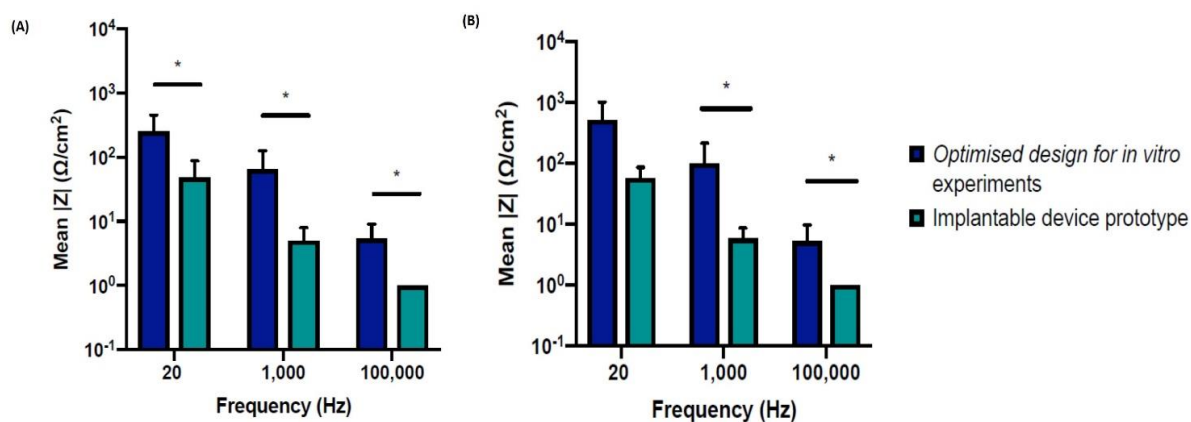 (A)
Mean |Z| (Ω/cm²)
10⁴
10³
10²
10¹
10⁰
10⁻¹
*
*
*
20
1,000
100,000
Frequency (Hz)
(B)
Mean |Z| (Ω/cm²)
10⁴
10³
10²
10¹
10⁰
10⁻¹
*
*
20
1,000
100,000
Frequency (Hz)
Optimised design for in vitro
experiments
Implantable device prototype